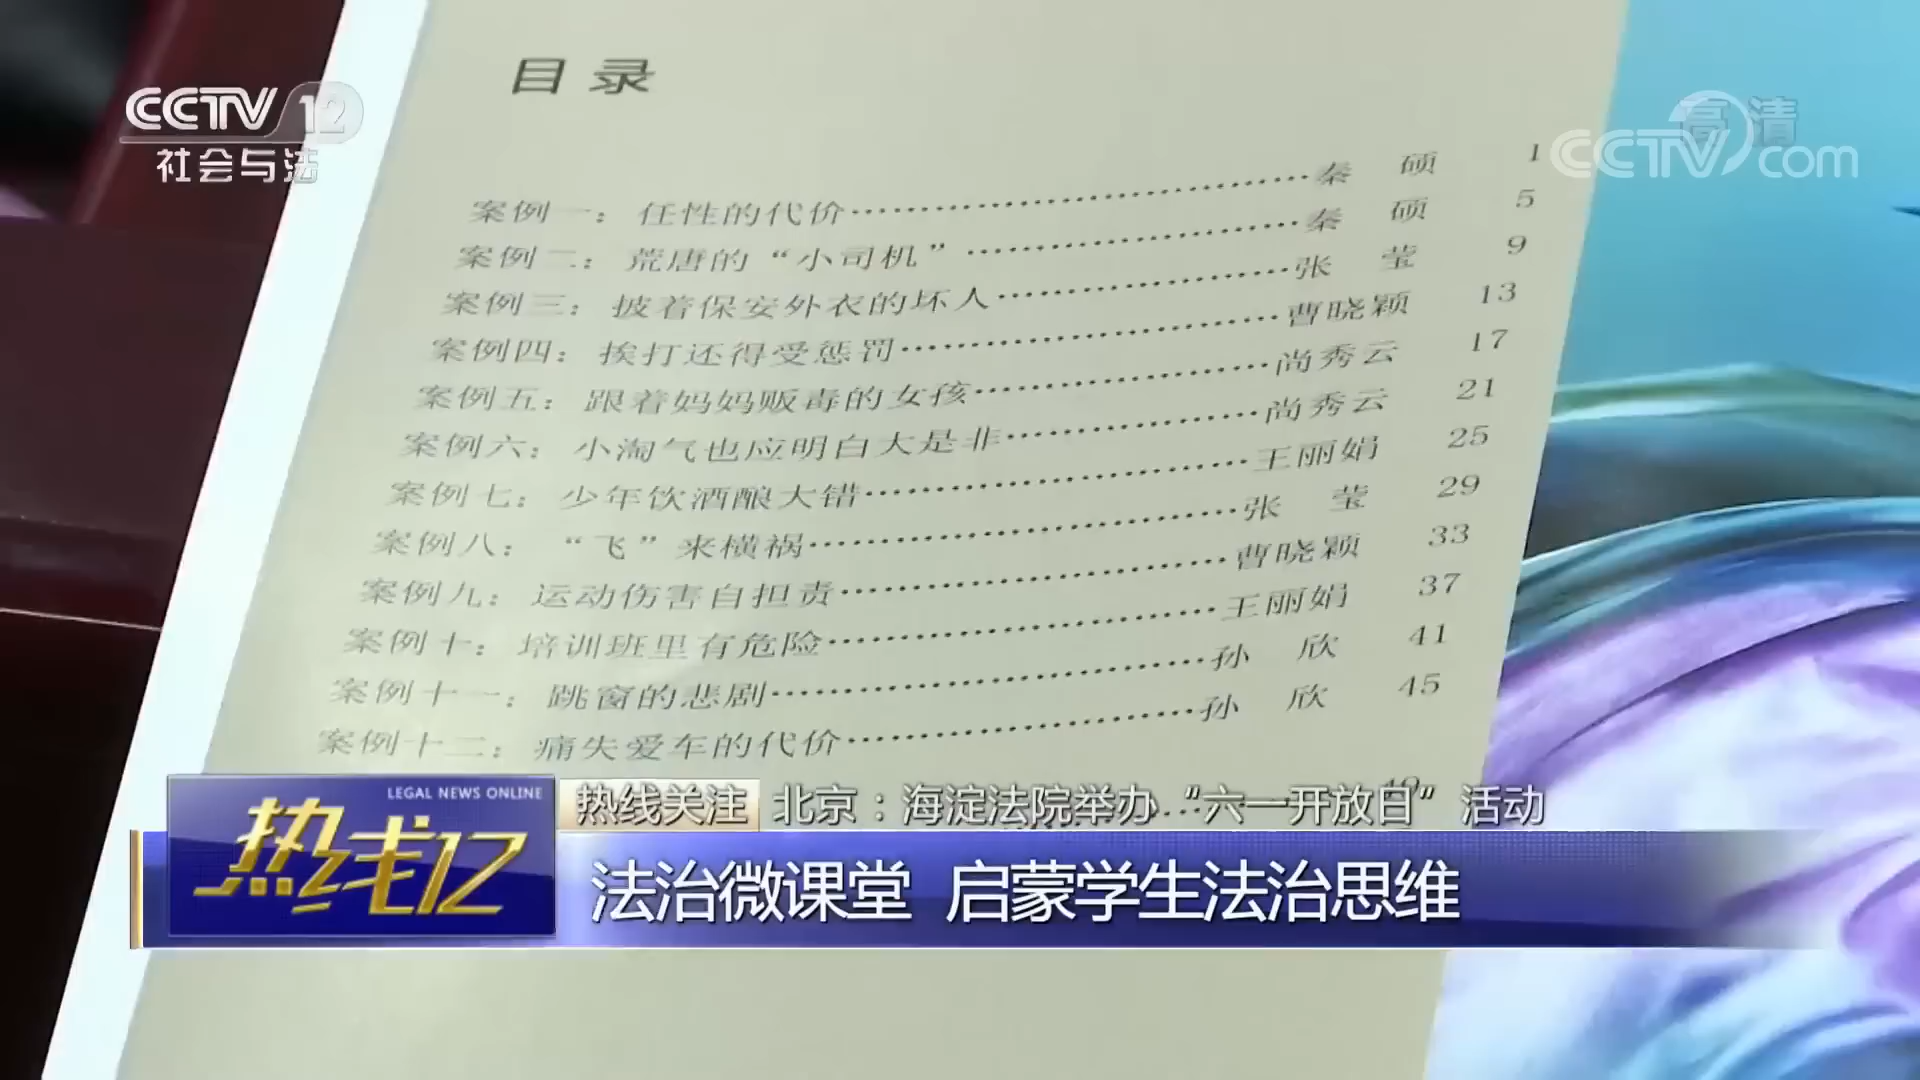 目录
CCTV 12
社会与法
高清
CCTV.com
案例一：任性的代价……秦硕 1
案例二：荒唐的“小司机”……秦硕 5
案例三：披着保安外衣的坏人……张莹 9
案例四：挨打还得受惩罚……曹晓颖 13
案例五：跟着妈妈贩毒的女孩……尚秀云 17
案例六：小淘气也应明白大是非……尚秀云 21
案例七：少年饮酒酿大错……王丽娟 25
案例八：“飞”来横祸……张莹 29
案例九：运动伤害自担责……曹晓颖 33
案例十：培训班里有危险……王丽娟 37
案例十一：跳窗的悲剧……孙欣 41
案例十二：痛失爱车的代价……孙欣 45
49
LEGAL NEWS ONLINE
热线12
热线关注 北京：海淀法院举办“六一开放日”活动
法治微课堂 启蒙学生法治思维